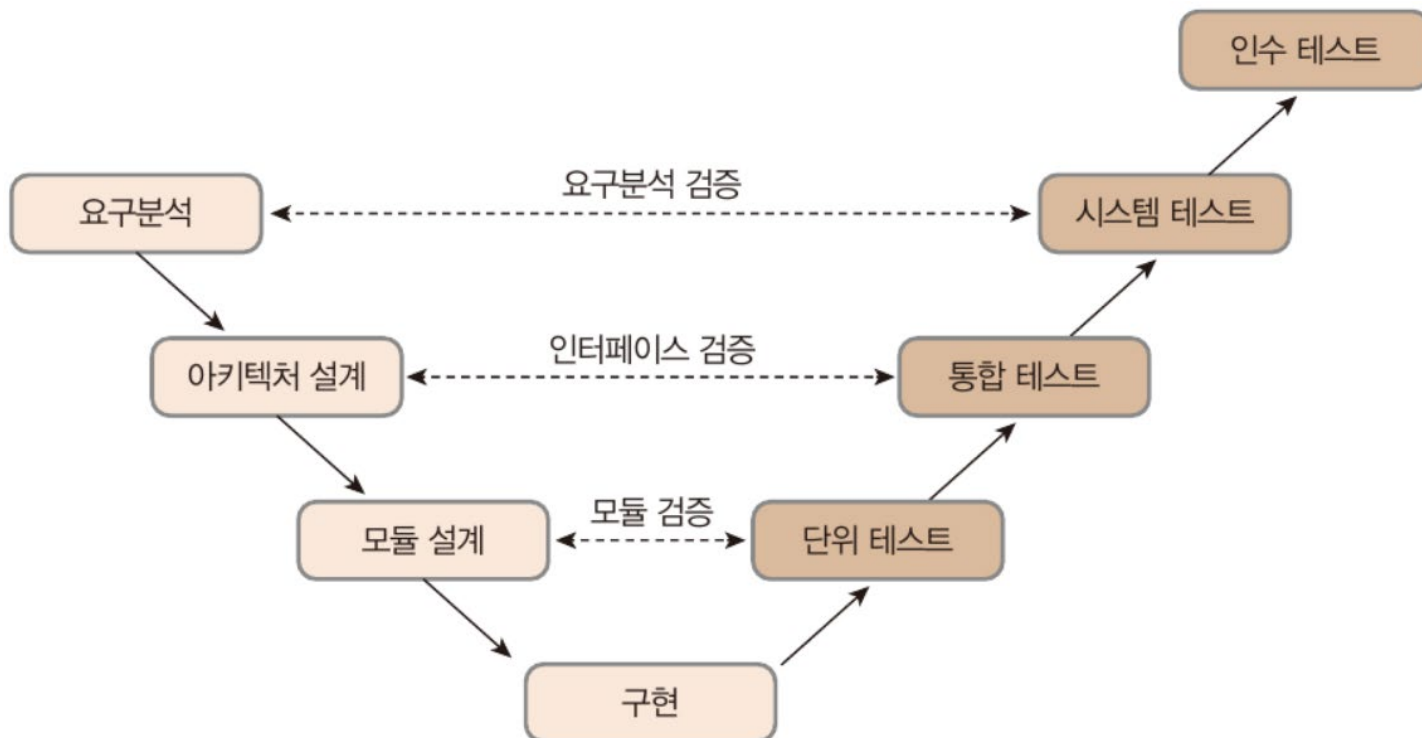 인수 테스트
요구분석 검증
요구분석
시스템 테스트
인터페이스 검증
아키텍처 설계
통합 테스트
모듈 검증
모듈 설계
단위 테스트
구현